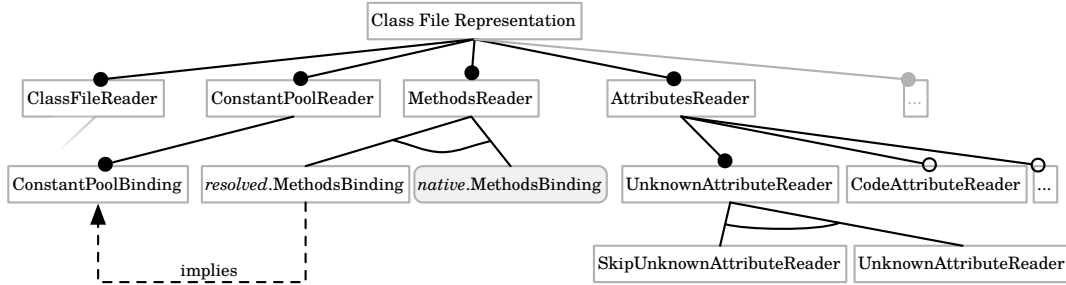 Class File Representation
ClassFileReader
ConstantPoolReader
MethodsReader
AttributesReader
...
ConstantPoolBinding
resolved.MethodsBinding
native.MethodsBinding
UnknownAttributeReader
CodeAttributeReader
...
implies
SkipUnknownAttributeReader
UnknownAttributeReader